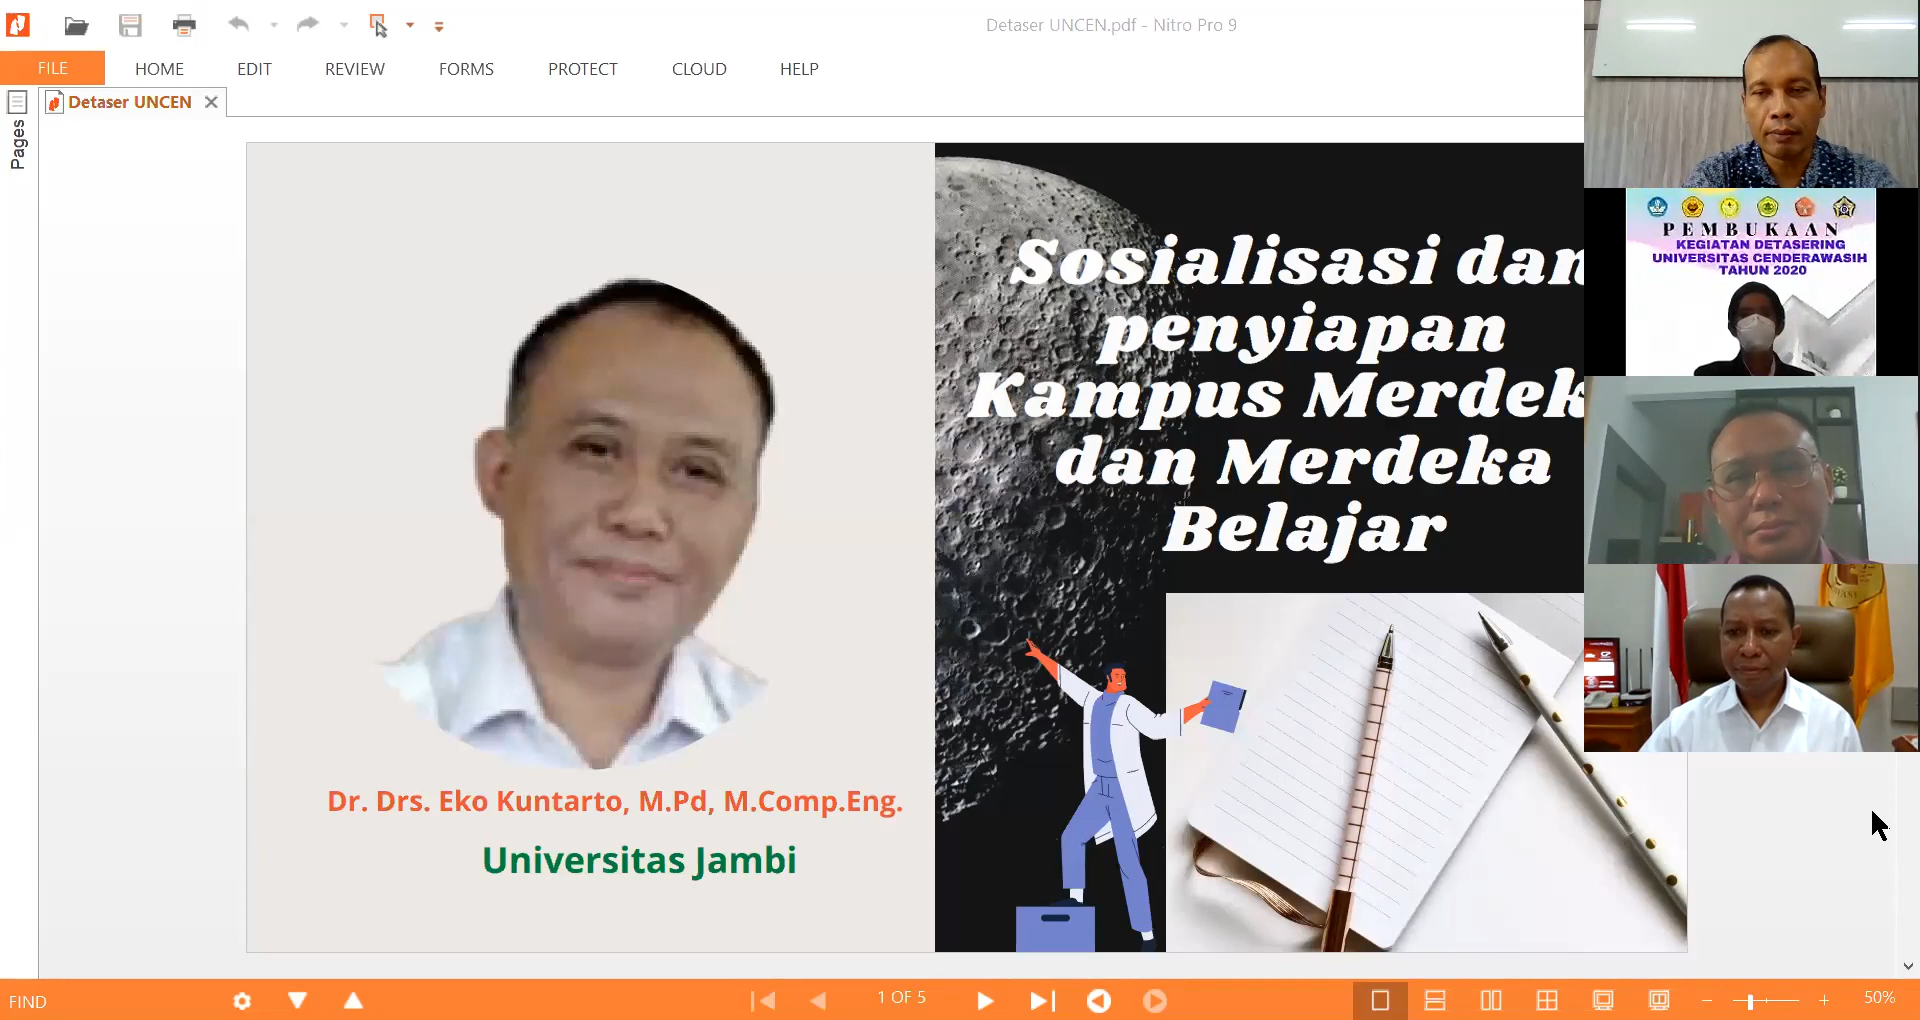 Detaser UNCEN.pdf - Nitro Pro 9
FILE HOME EDIT REVIEW FORMS PROTECT CLOUD HELP
Detaser UNCEN
Pages
Sosialisasi dan
penyiapan
Kampus Merdek
dan Merdeka
Belajar
Dr. Drs. Eko Kuntarto, M.Pd, M.Comp.Eng.
Universitas Jambi
PEMBUKAAN
KEGIATAN DETASERING
UNIVERSITAS CENDERAWASIH
TAHUN 2020
FIND
1 OF 5
50%